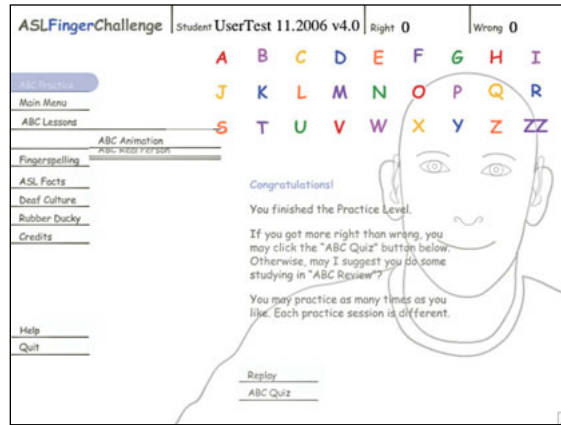 ASLFingerChallenge Student UserTest 11.2006 v4.0 Right 0 Wrong 0
A B C D E F G H I
J K L M N O P Q R
S T U V W X Y Z ZZ
ABC Practice
Main Menu
ABC Lessons
ABC Animation
ABC Real Person
Fingerspelling
ASL Facts
Deaf Culture
Rubber Ducky
Credits
Help
Quit
Congratulations!
You finished the Practice Level.
If you got more right than wrong, you
may click the "ABC Quiz" button below.
Otherwise, may I suggest you do some
studying in "ABC Review"?
You may practice as many times as you
like. Each practice session is different.
Replay
ABC Quiz